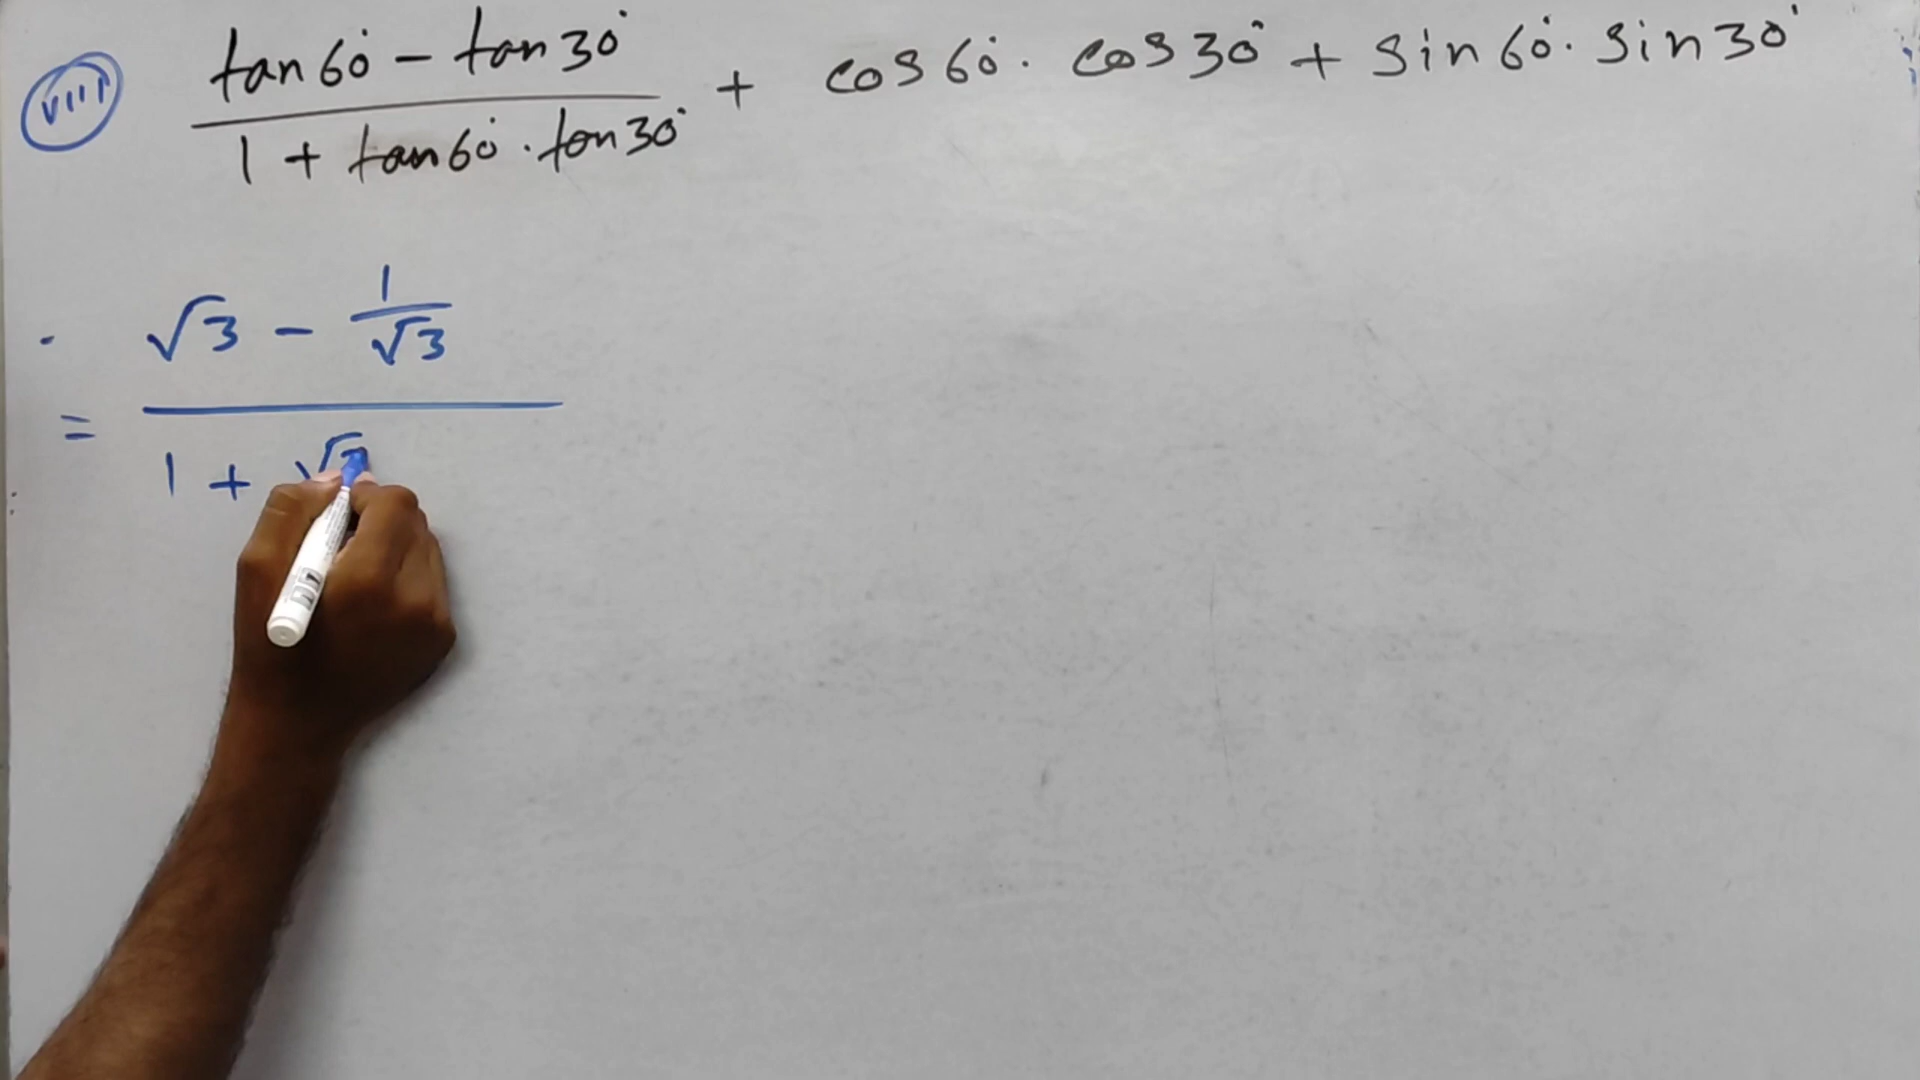 viii tan 60° - tan 30° / 1 + tan 60° · tan 30° + cos 60° · cos 30° + sin 60° · sin 30°
= √3 - 1/√3
1 + √3